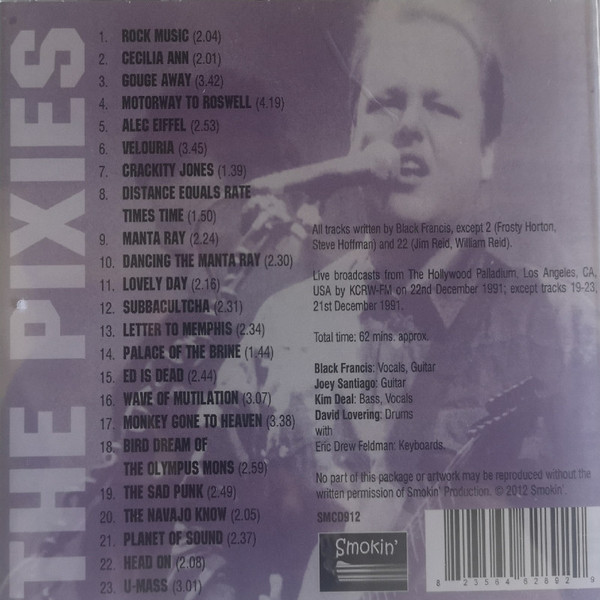 THE PIXIES
1. ROCK MUSIC (2.04)
2. CECILIA ANN (2.01)
3. GOUGE AWAY (3.42)
4. MOTORWAY TO ROSWELL (4.19)
5. ALEC EIFFEL (2.53)
6. VELOURIA (3.45)
7. CRACKITY JONES (1.39)
8. DISTANCE EQUALS RATE
TIMES TIME (1.50)
9. MANTA RAY (2.24)
10. DANCING THE MANTA RAY (2.30)
11. LOVELY DAY (2.16)
12. SUBBACULTCHA (2.31)
13. LETTER TO MEMPHIS (2.34)
14. PALACE OF THE BRINE (1.44)
15. ED IS DEAD (2.44)
16. WAVE OF MUTILATION (3.07)
17. MONKEY GONE TO HEAVEN (3.38)
18. BIRD DREAM OF
THE OLYMPUS MONS (2.59)
19. THE SAD PUNK (2.49)
20. THE NAVAJO KNOW (2.05)
21. PLANET OF SOUND (2.37)
22. HEAD ON (2.08)
23. U-MASS (3.01)
All tracks written by Black Francis, except 2 (Frosty Horton,
Steve Hoffman) and 22 (Jim Reid, William Reid).
Live broadcasts from The Hollywood Palladium, Los Angeles, CA,
USA by KCRW-FM on 22nd December 1991; except tracks 19-23,
21st December 1991.
Total time: 62 mins. approx.
Black Francis: Vocals, Guitar
Joey Santiago: Guitar
Kim Deal: Bass, Vocals
David Lovering: Drums
with
Eric Drew Feldman: Keyboards.
No part of this package or artwork may be reproduced without the
written permission of Smokin' Production. © 2012 Smokin'.
SMCD912
Smokin'
8 23564 62892 9